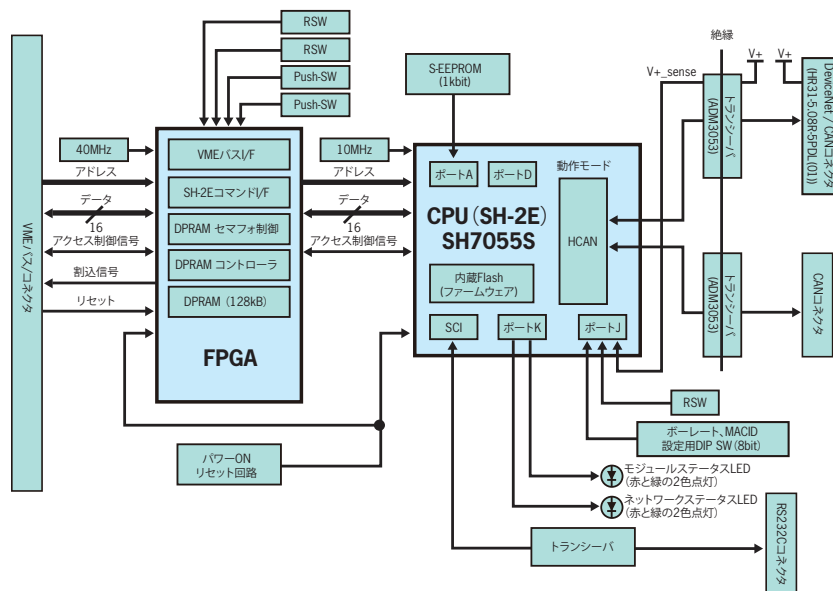 RSW
RSW
Push-SW
Push-SW
S-EEPROM
(1kbit)
絶縁
V+
V+
V+_sense
トランシーバ
(ADM3053)
DeviceNet / CANコネクタ
(HR31-5.08R-5PDL(01))
40MHz
10MHz
アドレス
データ
16
アクセス制御信号
割込信号
リセット
VMEバス/コネクタ
VMEバスI/F
SH-2EコマンドI/F
DPRAM セマフォ制御
DPRAM コントローラ
DPRAM (128kB)
FPGA
アドレス
データ
16
アクセス制御信号
ポートA
ポートD
動作モード
CPU(SH-2E)
SH7055S
HCAN
内蔵Flash
(ファームウェア)
SCI
ポートK
ポートJ
トランシーバ
(ADM3053)
CANコネクタ
RSW
ボーレート、MACID
設定用DIP SW(8bit)
パワーON
リセット回路
モジュールステータスLED
(赤と緑の2色点灯)
ネットワークステータスLED
(赤と緑の2色点灯)
トランシーバ
RS232Cコネクタ